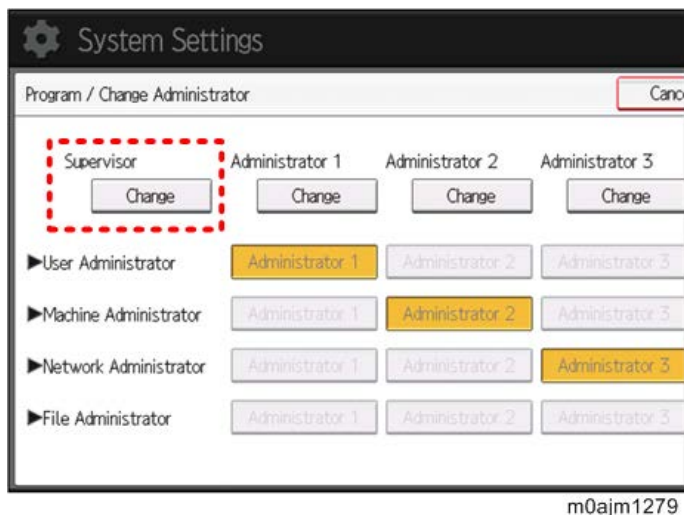 System Settings
Program / Change Administrator Canc
Supervisor Administrator 1 Administrator 2 Administrator 3
Change Change Change Change
▶User Administrator Administrator 1 Administrator 2 Administrator 3
▶Machine Administrator Administrator 1 Administrator 2 Administrator 3
▶Network Administrator Administrator 1 Administrator 2 Administrator 3
▶File Administrator Administrator 1 Administrator 2 Administrator 3
m0ajm1279